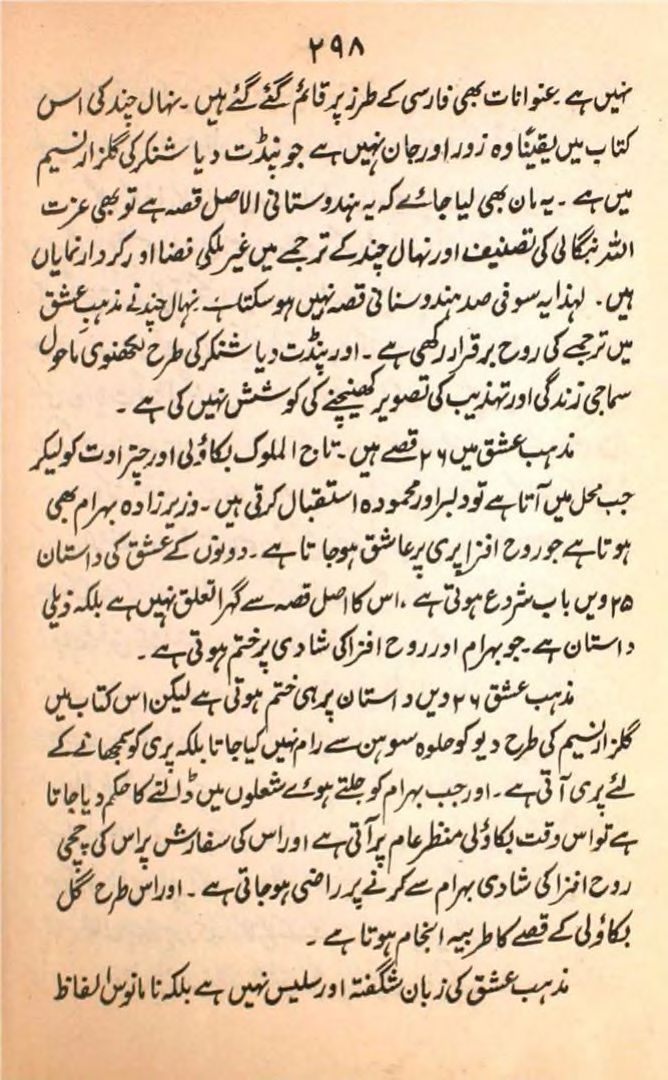 ۲۹۸
نہیں ہے ۔ عنوانات بھی فارسی کے طرز پر قائم گئے گئے ہیں ۔ نہال چند کی اس
کتاب میں یقینًا وہ زور اور جان نہیں ہے جو پنڈت دیا شنکر کی گلزار نسیم
میں ہے ۔ یہ مان بھی لیا جائے کہ یہ ہندوستانی الاصل قصہ ہے تو بھی عزت
اللہ بنگالی کی تصنیف اور نہال چند کے ترجمے میں غیر ملکی فضا اور کردار نمایاں
ہیں ۔ لہذا یہ سو فی صد ہندوستانی قصہ نہیں ہو سکتا ہے نہال چند نے مذہب عشق
میں ترجمے کی روح برقرار رکھی ہے ۔ اور پنڈت دیا شنکر کی طرح لکھنوی ماحول
سماجی زندگی اور تہذیب کی تصویر کھینچنے کی کوشش نہیں کی ہے ۔
مذہب عشق میں ۲۶ قصے ہیں ۔ تاج الملوک بکاؤلی اور چتراوت کو لیکر
جب محل میں آتا ہے تو دلبر اور محمودہ استقبال کرتی ہیں ۔ وزیر زادہ بہرام بھی
ہوتا ہے جو روح افزا پری پر عاشق ہو جاتا ہے ۔ دونوں کے عشق کی داستان
۲۵ ویں باب شروع ہوتی ہے ، اس کا اصل قصہ سے گہرا تعلق نہیں ہے بلکہ ذیلی
داستان ہے ۔ جو بہرام اور روح افزا کی شادی پر ختم ہوتی ہے ۔
مذہب عشق ۲۶ ویں داستان پر ہی ختم ہوتی ہے لیکن اس کتاب میں
گلزار نسیم کی طرح دیو کو حلوہ سوہن سے رام نہیں کیا جاتا بلکہ پری کو سمجھانے کے
لئے پری آتی ہے ۔ اور جب بہرام کو جلتے ہوئے شعلوں میں ڈالنے کا حکم دیا جاتا
ہے تو اس وقت بکاؤلی منظر عام پر آتی ہے اور اس کی سفارش پر اس کی چچی
روح افزا کی شادی بہرام سے کرنے پر راضی ہو جاتی ہے ۔ اور اس طرح گل
بکاؤلی کے قصے کا طربیہ انجام ہوتا ہے ۔
مذہب عشق کی زبان شگفتہ اور سلیس نہیں ہے بلکہ نامانوس الفاظ